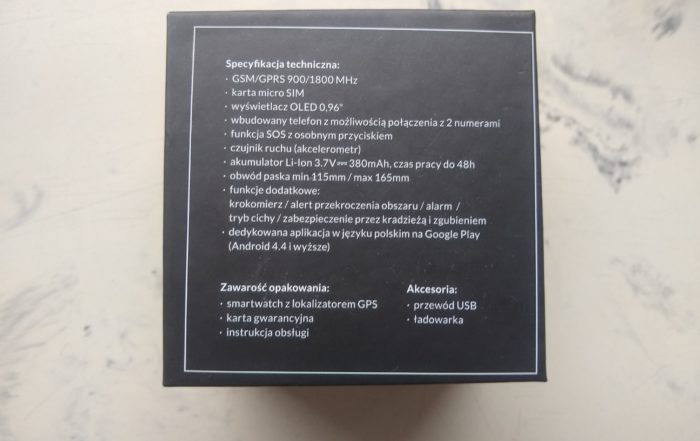 Specyfikacja techniczna:
· GSM/GPRS 900/1800 MHz
· karta micro SIM
· wyświetlacz OLED 0,96"
· wbudowany telefon z możliwością połączenia z 2 numerami
· funkcja SOS z osobnym przyciskiem
· czujnik ruchu (akcelerometr)
· akumulator Li-Ion 3.7V⎓380mAh, czas pracy do 48h
· obwód paska min 115mm / max 165mm
· funkcje dodatkowe:
krokomierz / alert przekroczenia obszaru / alarm /
tryb cichy / zabezpieczenie przez kradzieżą i zgubieniem
· dedykowana aplikacja w języku polskim na Google Play
(Android 4.4 i wyższe)
Zawarość opakowania:
· smartwatch z lokalizatorem GPS
· karta gwarancyjna
· instrukcja obsługi
Akcesoria:
· przewód USB
· ładowarka